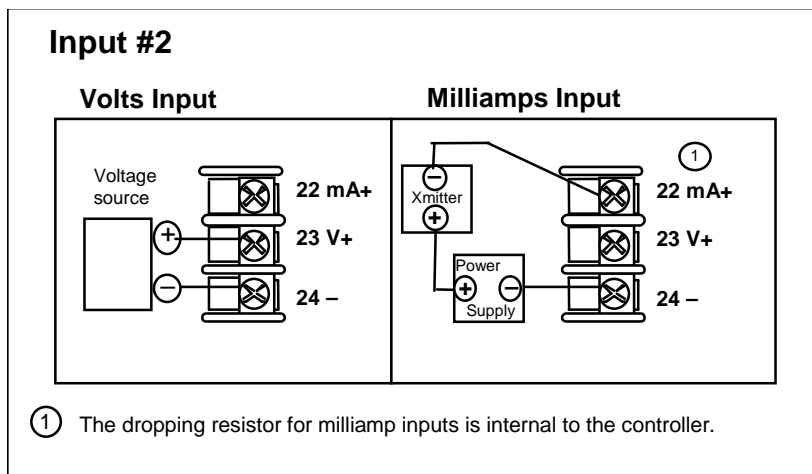 Input #2
Volts Input
Voltage
source
+
−
22 mA+
23 V+
24 –
Milliamps Input
1
−
Xmitter
+
Power
+ −
Supply
22 mA+
23 V+
24 –
1 The dropping resistor for milliamp inputs is internal to the controller.